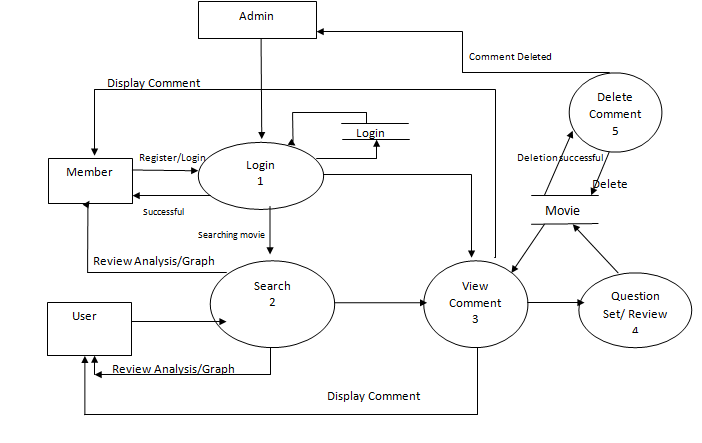 Admin
Comment Deleted
Display Comment
Delete
Comment
5
Login
Register/Login
Deletion successful
Member
Login
1
Delete
Successful
Movie
Searching movie
Review Analysis/Graph
Search
2
View
Comment
3
Question
Set/ Review
4
User
Review Analysis/Graph
Display Comment